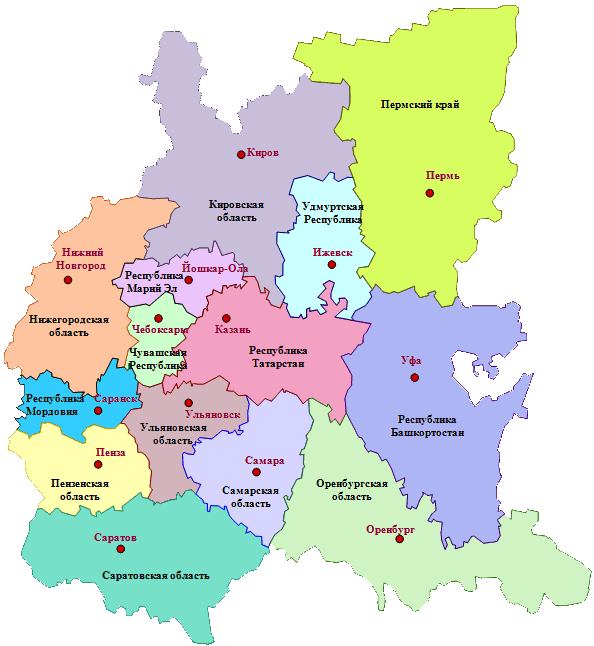 Пермский край
Киров
Пермь
Кировская
область
Удмуртская
Республика
Нижний
Новгород
Ижевск
Йошкар-Ола
Республика
Марий Эл
Нижегородская
область
Чебоксары
Казань
Чувашская
Республика
Республика
Татарстан
Уфа
Республика
Мордовия
Саранск
Ульяновск
Ульяновская
область
Республика
Башкортостан
Пенза
Самара
Пензенская
область
Самарская
область
Оренбургская
область
Оренбург
Саратов
Саратовская область